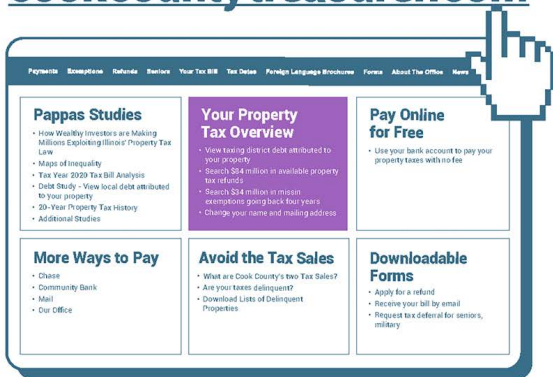 cookcountytreasurer.com
Payments Exemptions Refunds Seniors Your Tax Bill Tax Dates Foreign Language Brochures Forms About The Office News
Pappas Studies
• How Wealthy Investors are Making
Millions Exploiting Illinois' Property Tax
Law
• Maps of Inequality
• Tax Year 2020 Tax Bill Analysis
• Debt Study - View local debt attributed
to your property
• 20-Year Property Tax History
• Additional Studies
Your Property
Tax Overview
• View taxing district debt attributed to
your property
• Search $84 million in available property
tax refunds
• Search $34 million in missin
exemptions going back four years
• Change your name and mailing address
Pay Online
for Free
• Use your bank account to pay your
property taxes with no fee
More Ways to Pay
• Chase
• Community Bank
• Mail
• Our Office
Avoid the Tax Sales
• What are Cook County's two Tax Sales?
• Are your taxes delinquent?
• Download Lists of Delinquent
Properties
Downloadable
Forms
• Apply for a refund
• Receive your bill by email
• Request tax deferral for seniors,
military